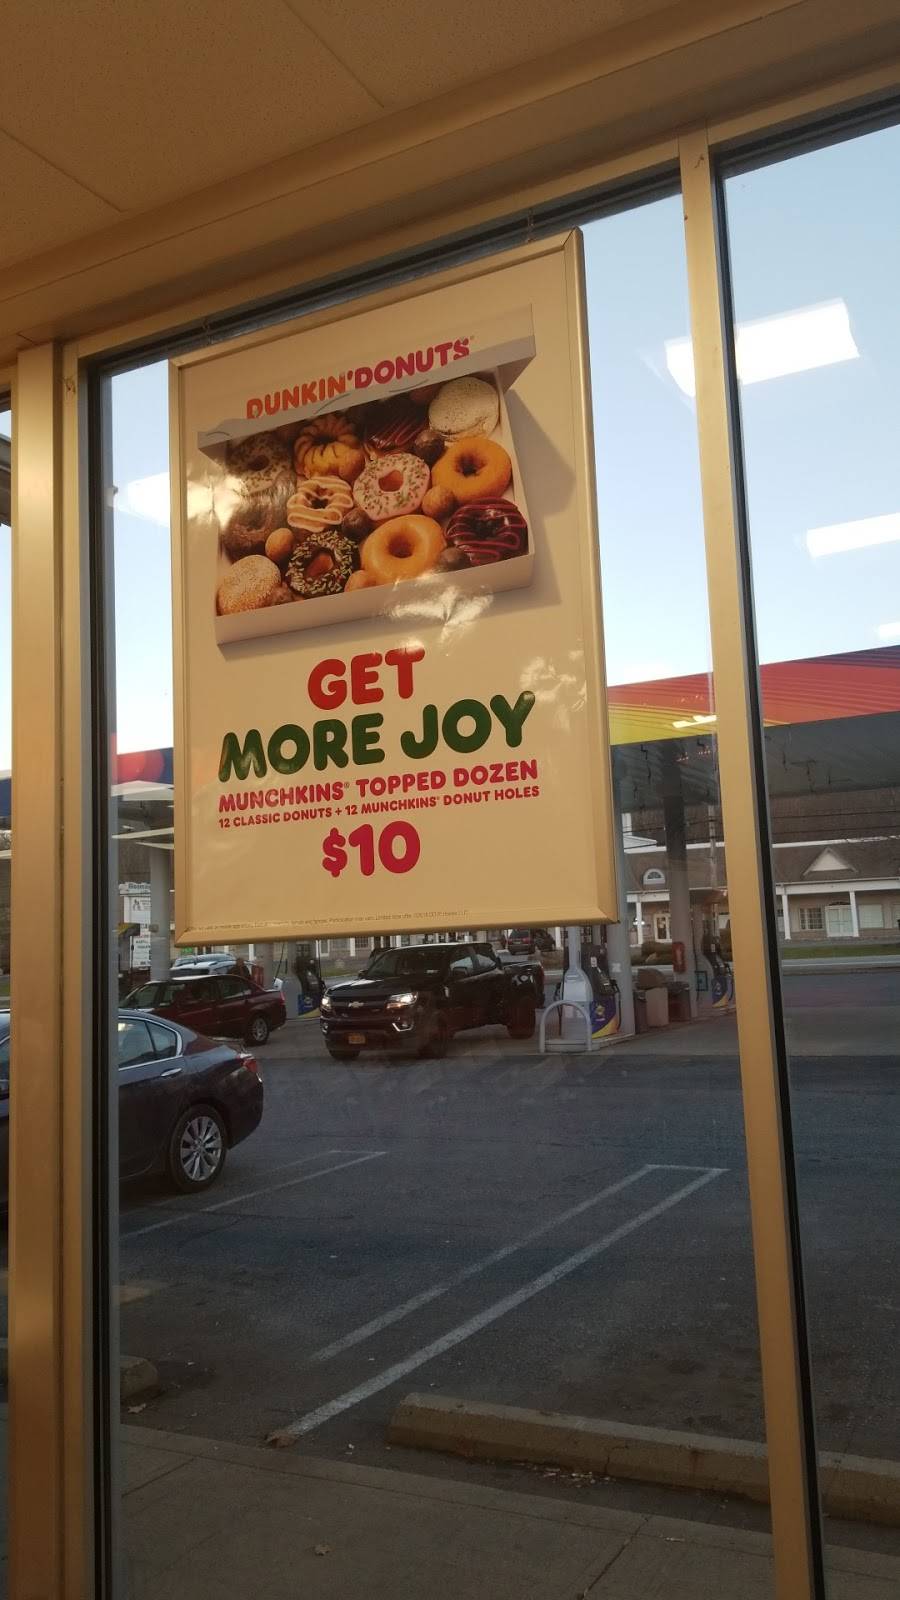 DUNKIN'DONUTS
GET
MORE JOY
MUNCHKINS® TOPPED DOZEN
12 CLASSIC DONUTS + 12 MUNCHKINS® DONUT HOLES
$10